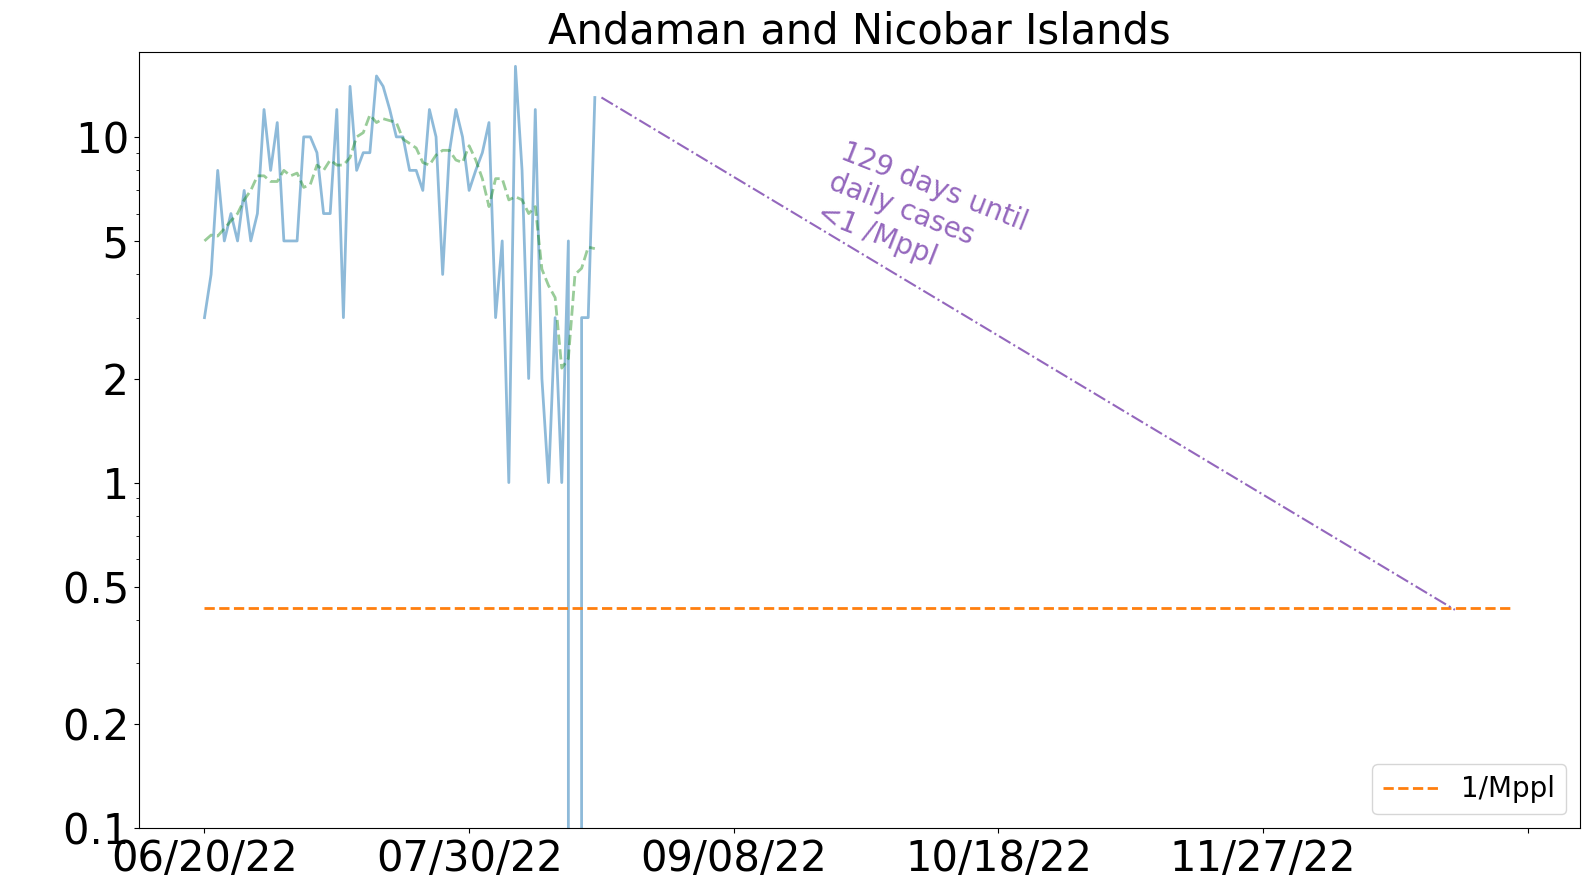 Andaman and Nicobar Islands
10
5
2
1
0.5
0.2
0.1
129 days until
daily cases
<1 /Mppl
1/Mppl
06/20/22 07/30/22 09/08/22 10/18/22 11/27/22